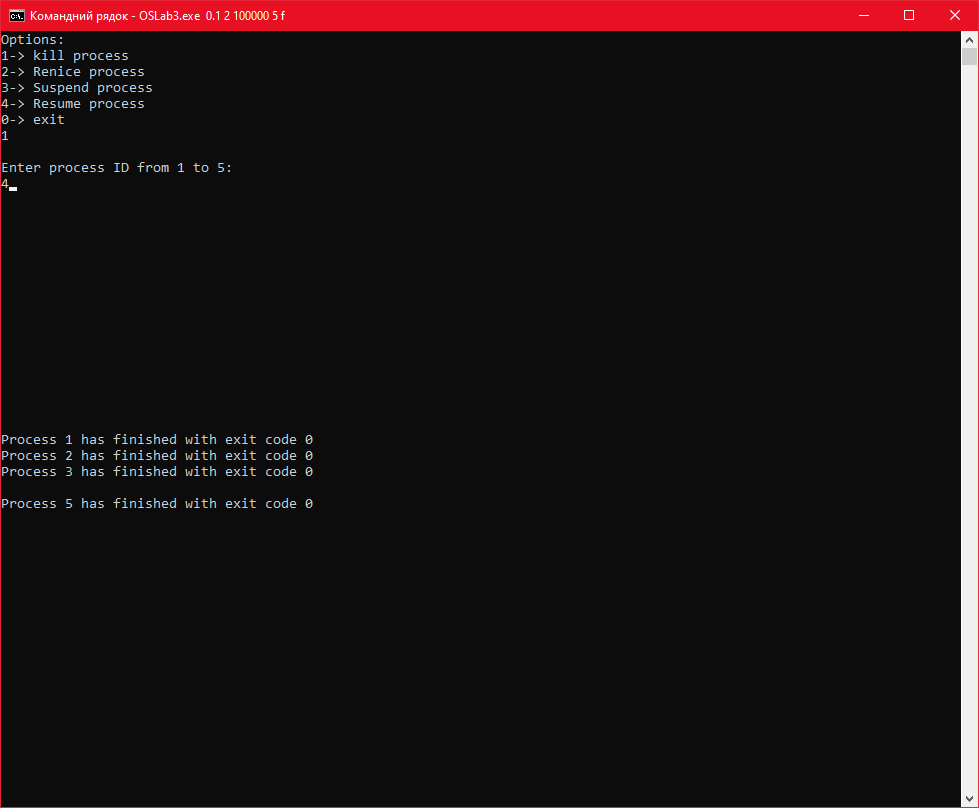 Командний рядок - OSLab3.exe 0.1 2 100000 5 f
Options:
1-> kill process
2-> Renice process
3-> Suspend process
4-> Resume process
0-> exit
1
Enter process ID from 1 to 5:
4
Process 1 has finished with exit code 0
Process 2 has finished with exit code 0
Process 3 has finished with exit code 0
Process 5 has finished with exit code 0